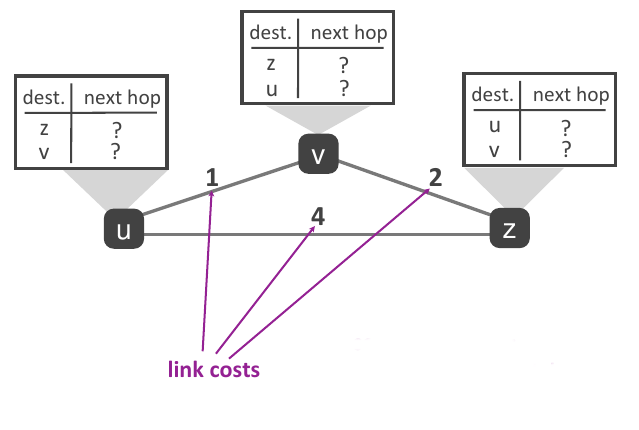 dest. next hop
z ?
u ?
dest. next hop
z ?
v ?
dest. next hop
u ?
v ?
v
1
2
4
u
z
link costs